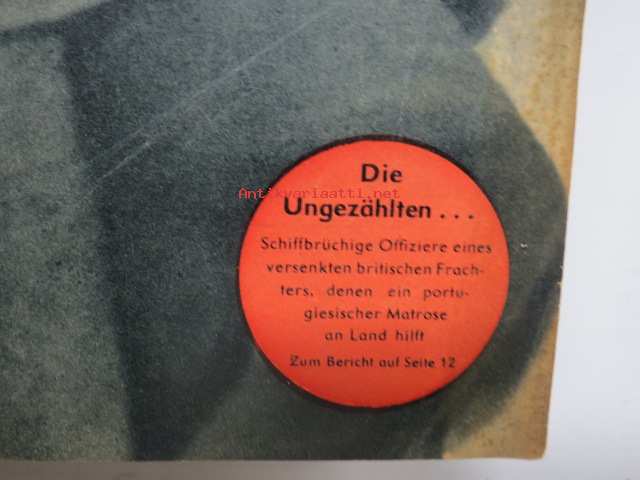 Die
Antikvariaatti.net
Ungezählten...
Schiffbrüchige Offiziere eines
versenkten britischen Frach-
ters, denen ein portu-
giesischer Matrose
an Land hilft
Zum Bericht auf Seite 12